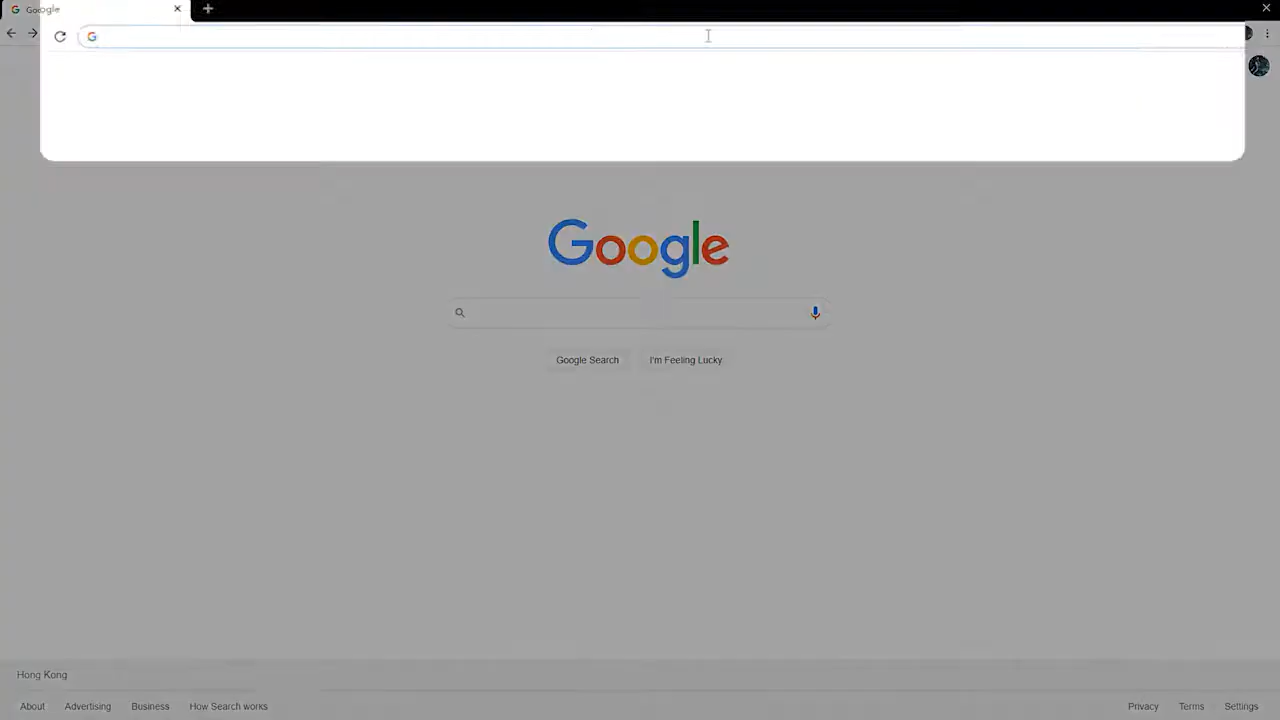 Google
Google
Google Search
I'm Feeling Lucky
Hong Kong
About
Advertising
Business
How Search works
Privacy
Terms
Settings